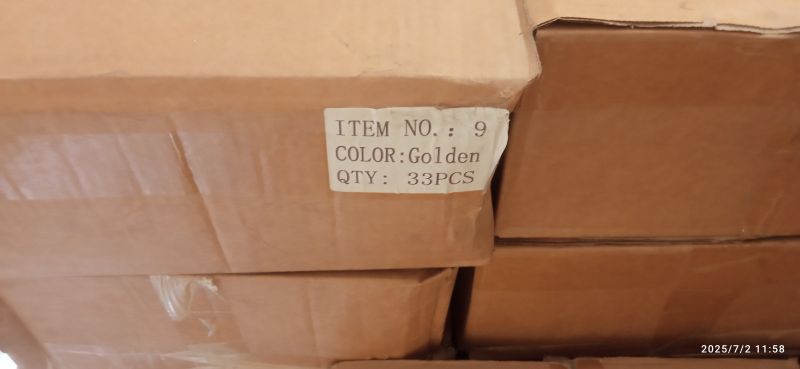 ITEM NO.: 9
COLOR:Golden
QTY: 33PCS
2025/7/2 11:58